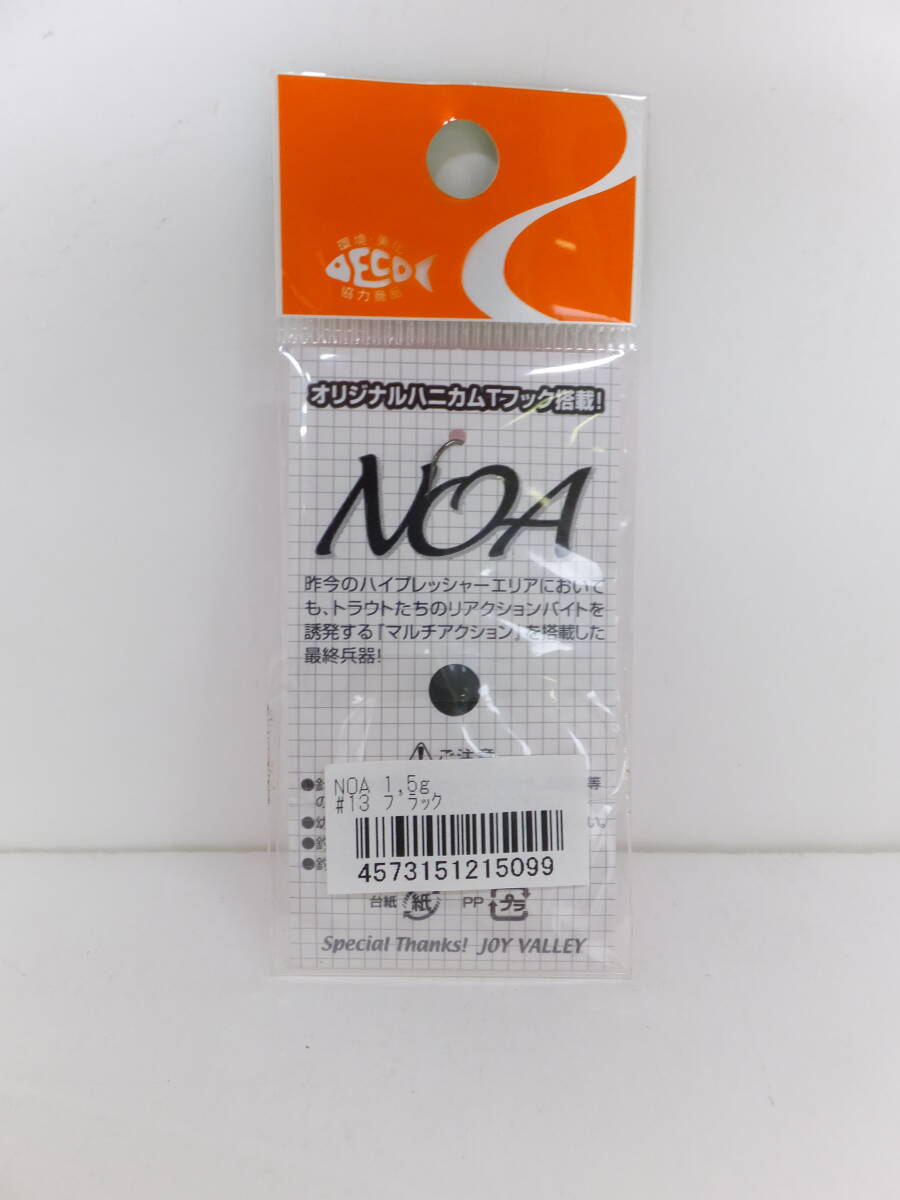 環境・美化
ECO
協力商品
オリジナルハニカムTフック搭載!
NOA
昨今のハイプレッシャーエリアにおいて
も、トラウトたちのリアクションバイトを
誘発する「マルチアクション」を搭載した
最終兵器!
ご注意
NOA 1,5g
#13 ブラック
4573151215099
台紙 紙 PP プラ
Special Thanks! JOY VALLEY